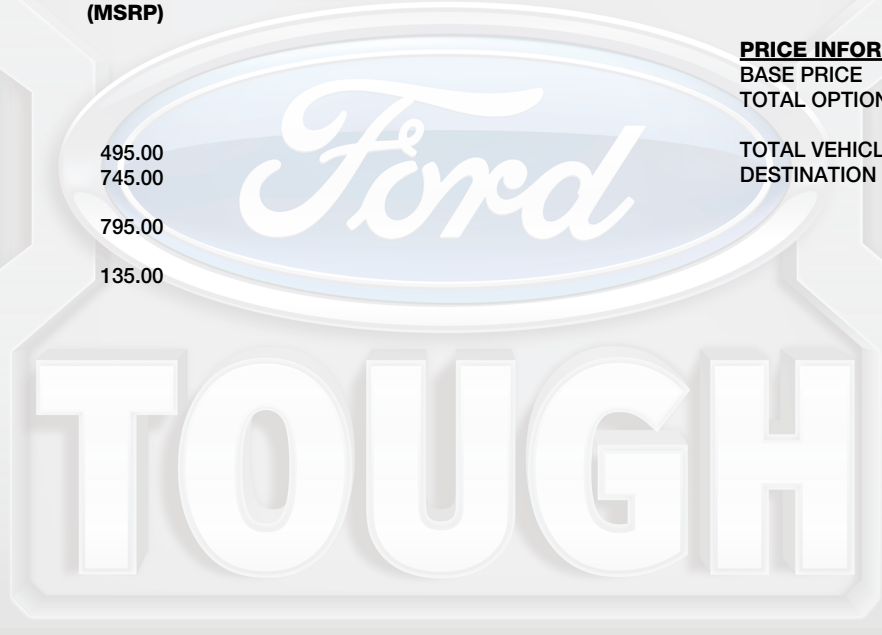 (MSRP)
495.00
745.00
795.00
135.00
PRICE INFOR
BASE PRICE
TOTAL OPTION
TOTAL VEHICL
DESTINATION
Ford
TOUGH